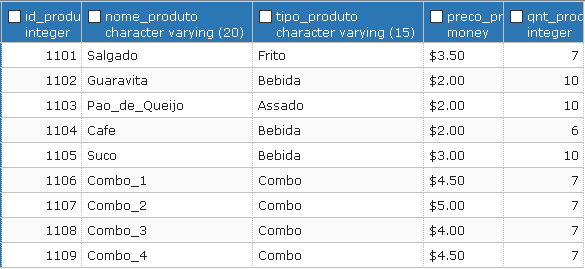 id_produ nome_produto tipo_produto preco_pr qnt_prod
integer character varying (20) character varying (15) money integer
1101 Salgado Frito $3.50 7
1102 Guaravita Bebida $2.00 10
1103 Pao_de_Queijo Assado $2.00 10
1104 Cafe Bebida $2.00 6
1105 Suco Bebida $3.00 10
1106 Combo_1 Combo $4.50 7
1107 Combo_2 Combo $5.00 7
1108 Combo_3 Combo $4.00 7
1109 Combo_4 Combo $4.50 7